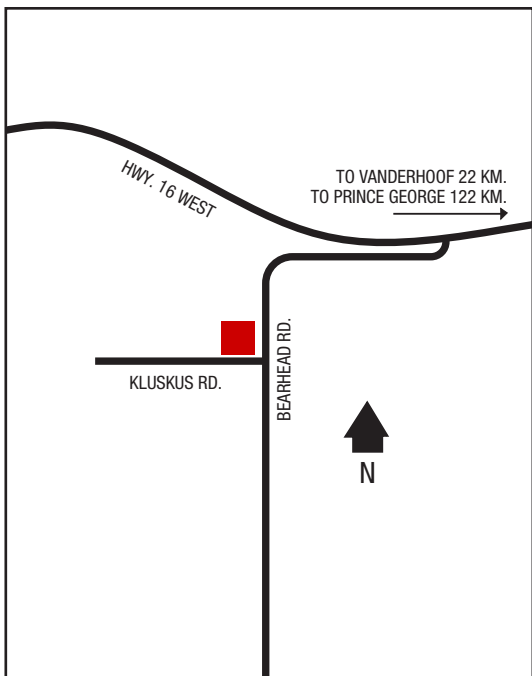 TO VANDERHOOF 22 KM.
TO PRINCE GEORGE 122 KM.
HWY. 16 WEST
BEARHEAD RD.
KLUSKUS RD.
N